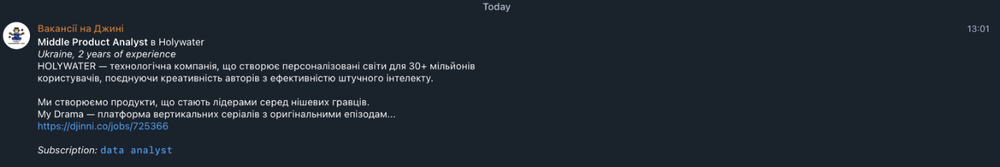 Today
Вакансії на Джині
13:01
Middle Product Analyst в Holywater
Ukraine, 2 years of experience
HOLYWATER — технологічна компанія, що створює персоналізовані світи для 30+ мільйонів
користувачів, поєднуючи креативність авторів з ефективністю штучного інтелекту.
Ми створюємо продукти, що стають лідерами серед нішевих гравців.
My Drama — платформа вертикальних серіалів з оригінальними епізодам...
https://djinni.co/jobs/725366
Subscription: data analyst